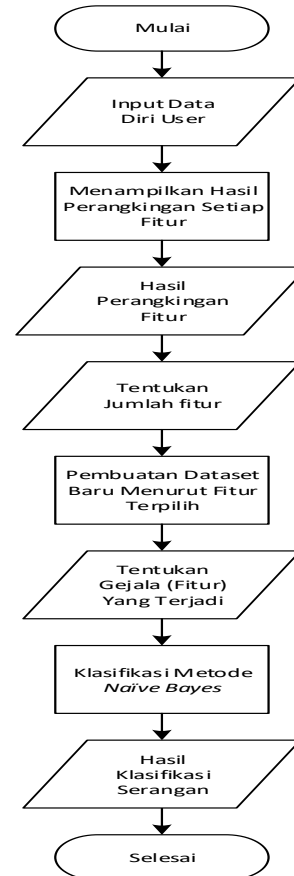 Mulai
Input Data
Diri User
Menampilkan Hasil
Perangkingan Setiap
Fitur
Hasil
Perangkingan
Fitur
Tentukan
Jumlah fitur
Pembuatan Dataset
Baru Menurut Fitur
Terpilih
Tentukan
Gejala (Fitur)
Yang Terjadi
Klasifikasi Metode
Naïve Bayes
Hasil
Klasifikasi
Serangan
Selesai